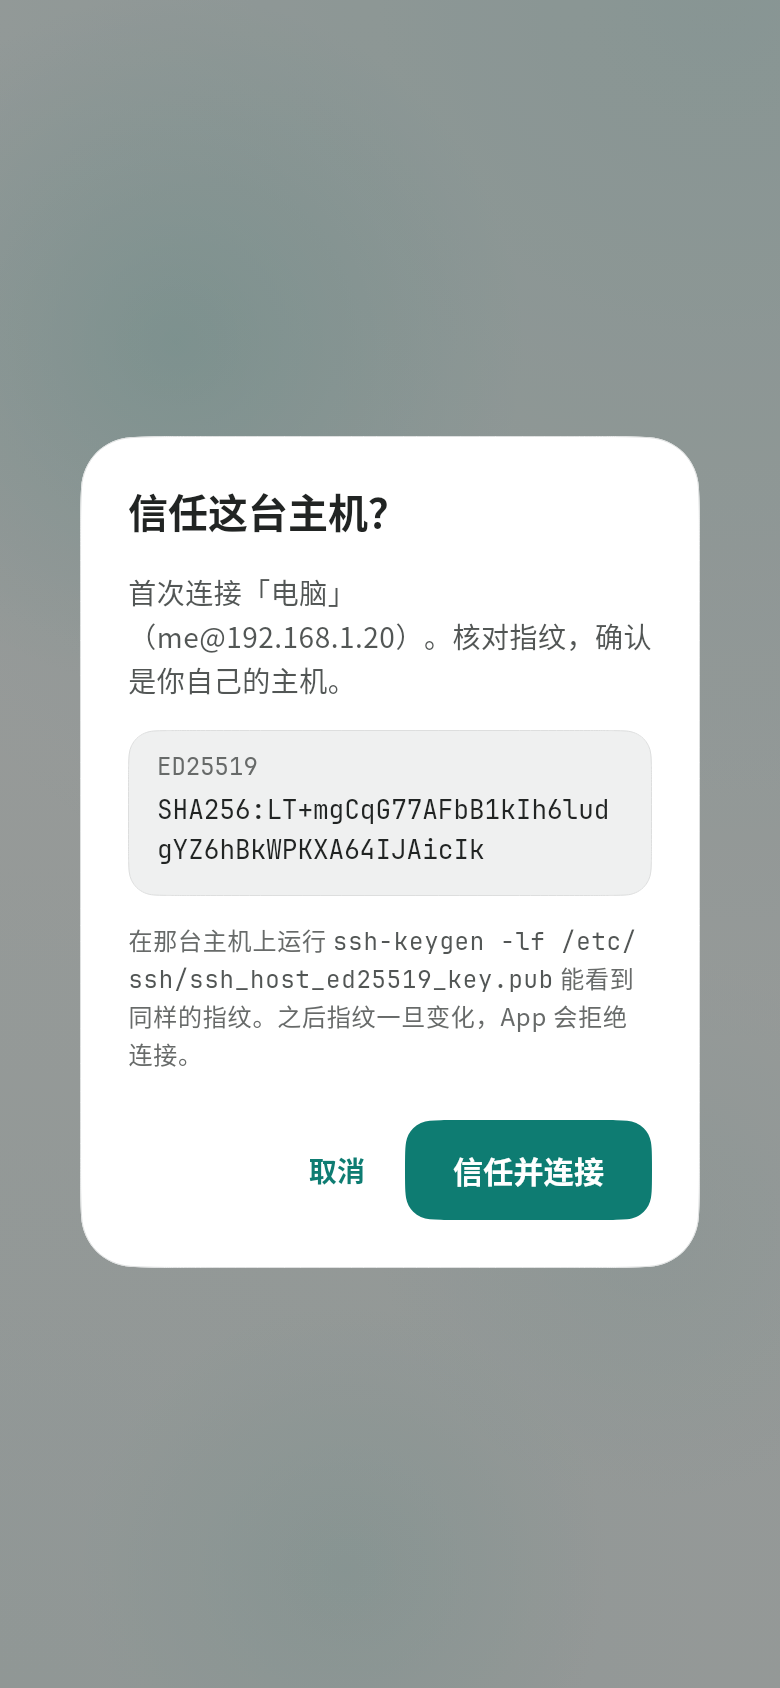 信任这台主机？
首次连接「电脑」
（me@192.168.1.20）。核对指纹，确认
是你自己的主机。
ED25519
SHA256:LT+mgCqG77AFbB1kIh6lud
gYZ6hBkWPKXA64IJAicIk
在那台主机上运行 ssh-keygen -lf /etc/
ssh/ssh_host_ed25519_key.pub 能看到
同样的指纹。之后指纹一旦变化，App 会拒绝
连接。
取消
信任并连接